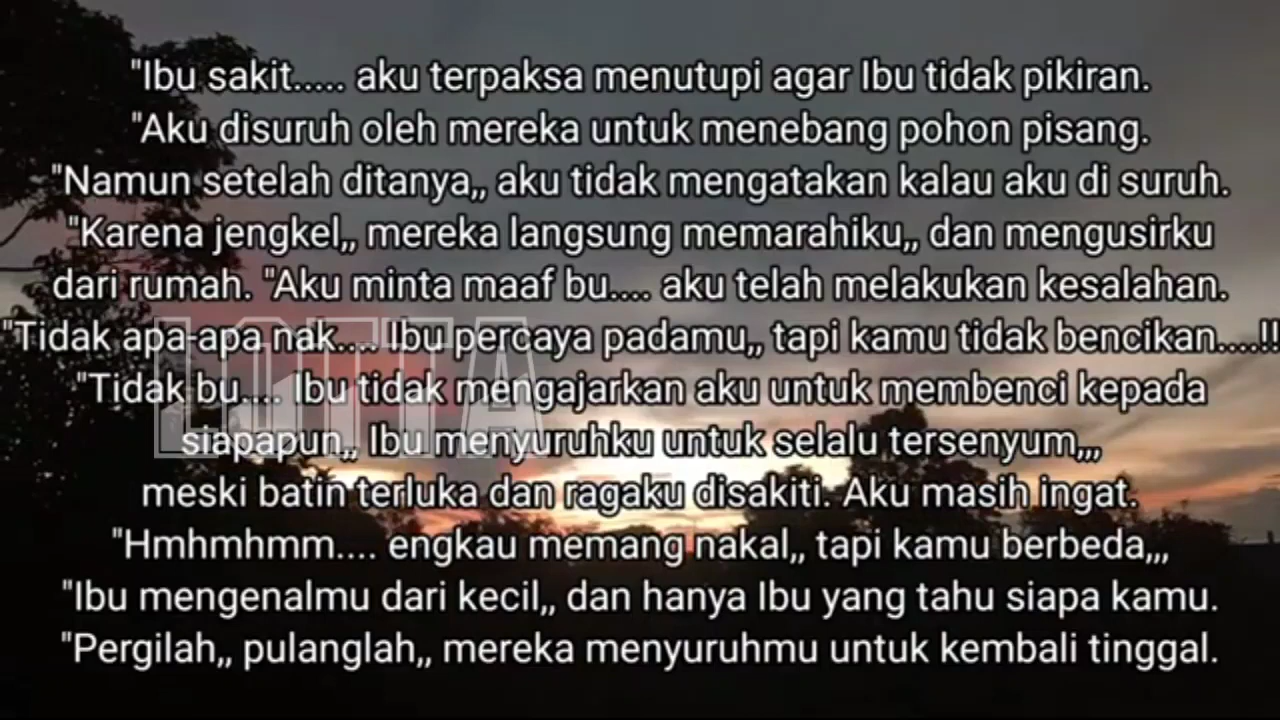 "Ibu sakit..... aku terpaksa menutupi agar Ibu tidak pikiran.
"Aku disuruh oleh mereka untuk menebang pohon pisang.
"Namun setelah ditanya,, aku tidak mengatakan kalau aku di suruh.
"Karena jengkel,, mereka langsung memarahiku,, dan mengusirku
dari rumah. "Aku minta maaf bu.... aku telah melakukan kesalahan.
"Tidak apa-apa nak.... Ibu percaya padamu,, tapi kamu tidak bencikan....!!
"Tidak bu.... Ibu tidak mengajarkan aku untuk membenci kepada
siapapun,, Ibu menyuruhku untuk selalu tersenyum,,,
meski batin terluka dan ragaku disakiti. Aku masih ingat.
"Hmhmhmm.... engkau memang nakal,, tapi kamu berbeda,,,
"Ibu mengenalmu dari kecil,, dan hanya Ibu yang tahu siapa kamu.
"Pergilah,, pulanglah,, mereka menyuruhmu untuk kembali tinggal.
LOTTA